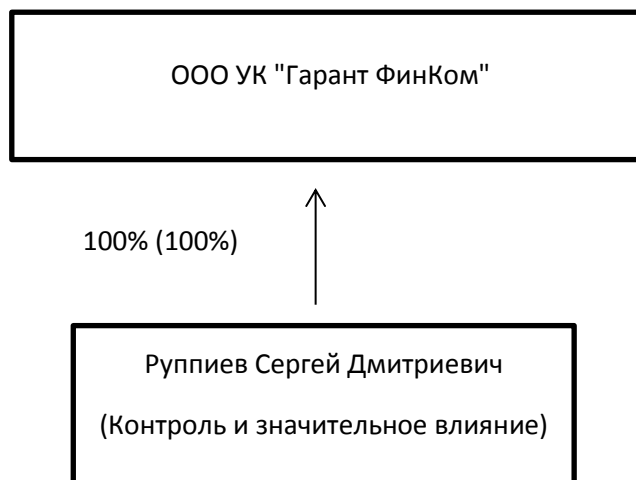 ООО УК "Гарант ФинКом"
100% (100%)
Руппиев Сергей Дмитриевич
(Контроль и значительное влияние)